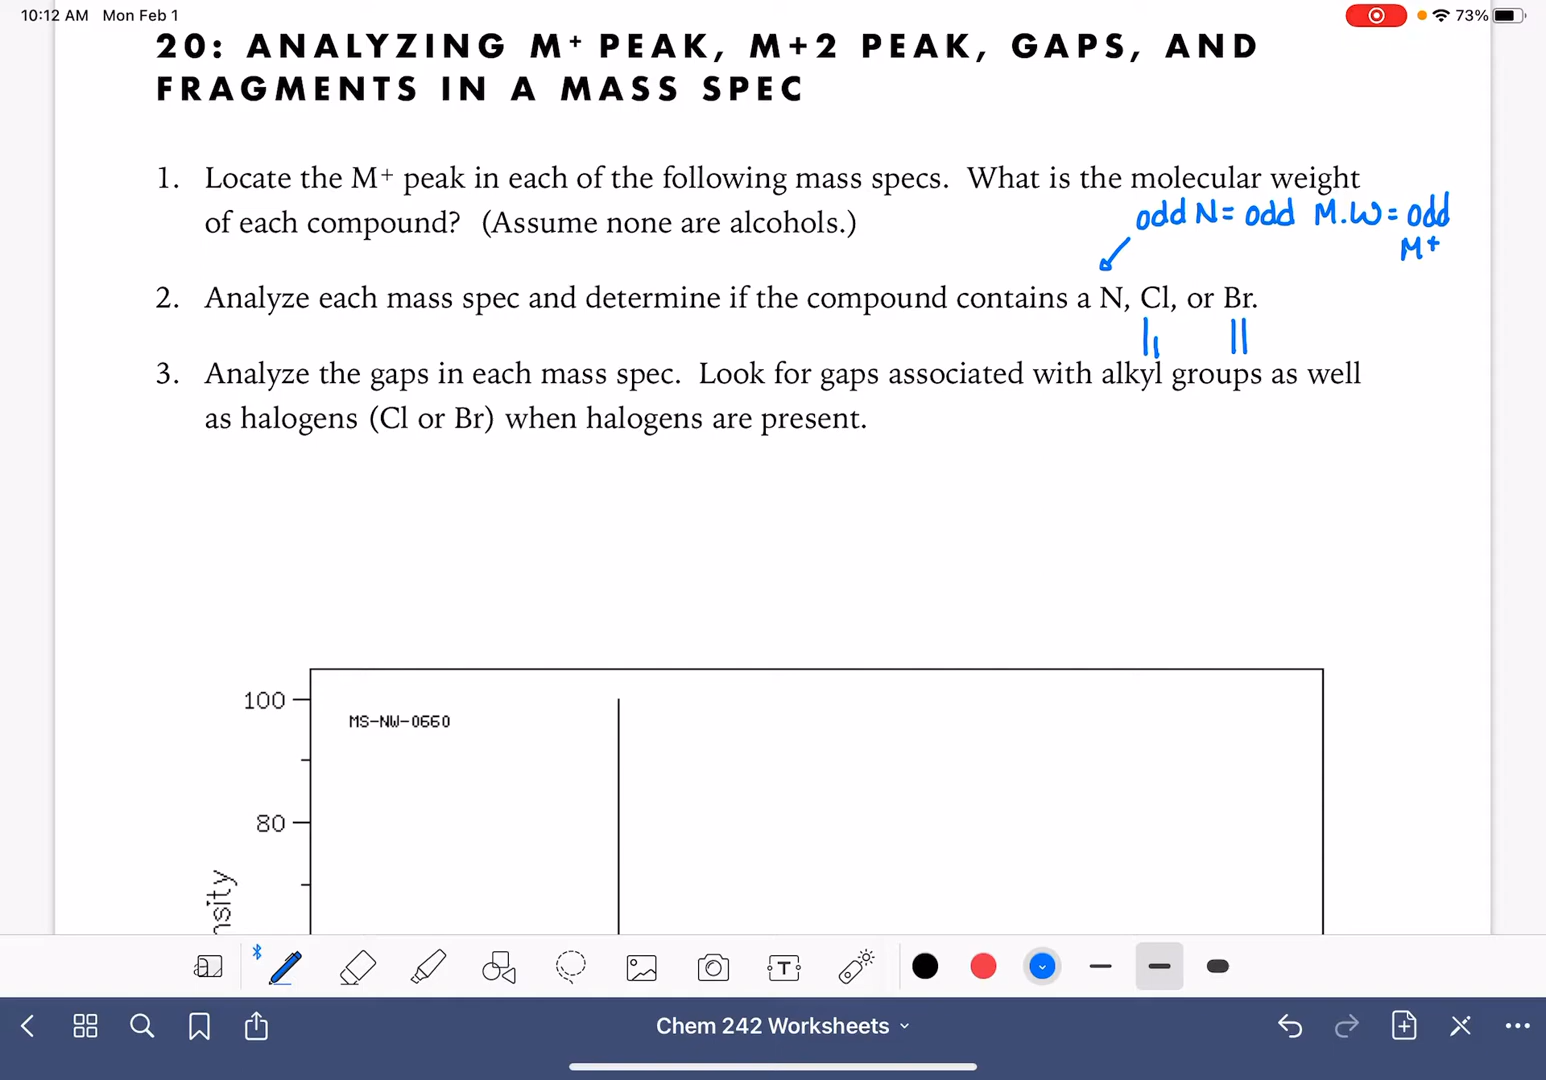 10:12 AM Mon Feb 1
73%
20: ANALYZING M+ PEAK, M+2 PEAK, GAPS, AND
FRAGMENTS IN A MASS SPEC
1. Locate the M+ peak in each of the following mass specs. What is the molecular weight
of each compound? (Assume none are alcohols.)
odd N = odd M.W = odd
M+
2. Analyze each mass spec and determine if the compound contains a N, Cl, or Br.
3. Analyze the gaps in each mass spec. Look for gaps associated with alkyl groups as well
as halogens (Cl or Br) when halogens are present.
100
MS-NW-0660
80
nsity
T
Chem 242 Worksheets